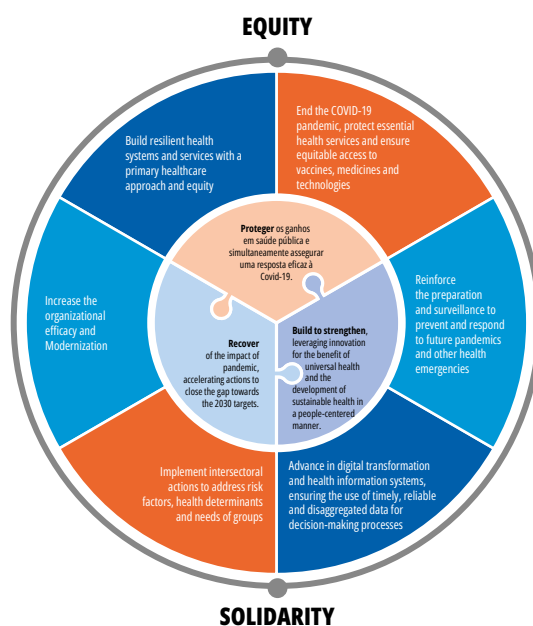 EQUITY
Build resilient health
systems and services with a
primary healthcare
approach and equity
End the COVID-19
pandemic, protect essential
health services and ensure
equitable access to
vaccines, medicines and
technologies
Increase the
organizational
efficacy and
Modernization
Proteger os ganhos
em saúde pública e
simultaneamente assegurar
uma resposta eficaz à
Covid-19.
Recover
of the impact of
pandemic,
accelerating actions to
close the gap towards
the 2030 targets.
Build to strengthen,
leveraging innovation
for the benefit of
universal health
and the
development of
sustainable health in
a people-centered
manner.
Reinforce
the preparation
and surveillance to
prevent and respond
to future pandemics
and other health
emergencies
Implement intersectoral
actions to address risk
factors, health determinants
and needs of groups
Advance in digital transformation
and health information systems,
ensuring the use of timely, reliable
and disaggregated data for
decision-making processes
SOLIDARITY